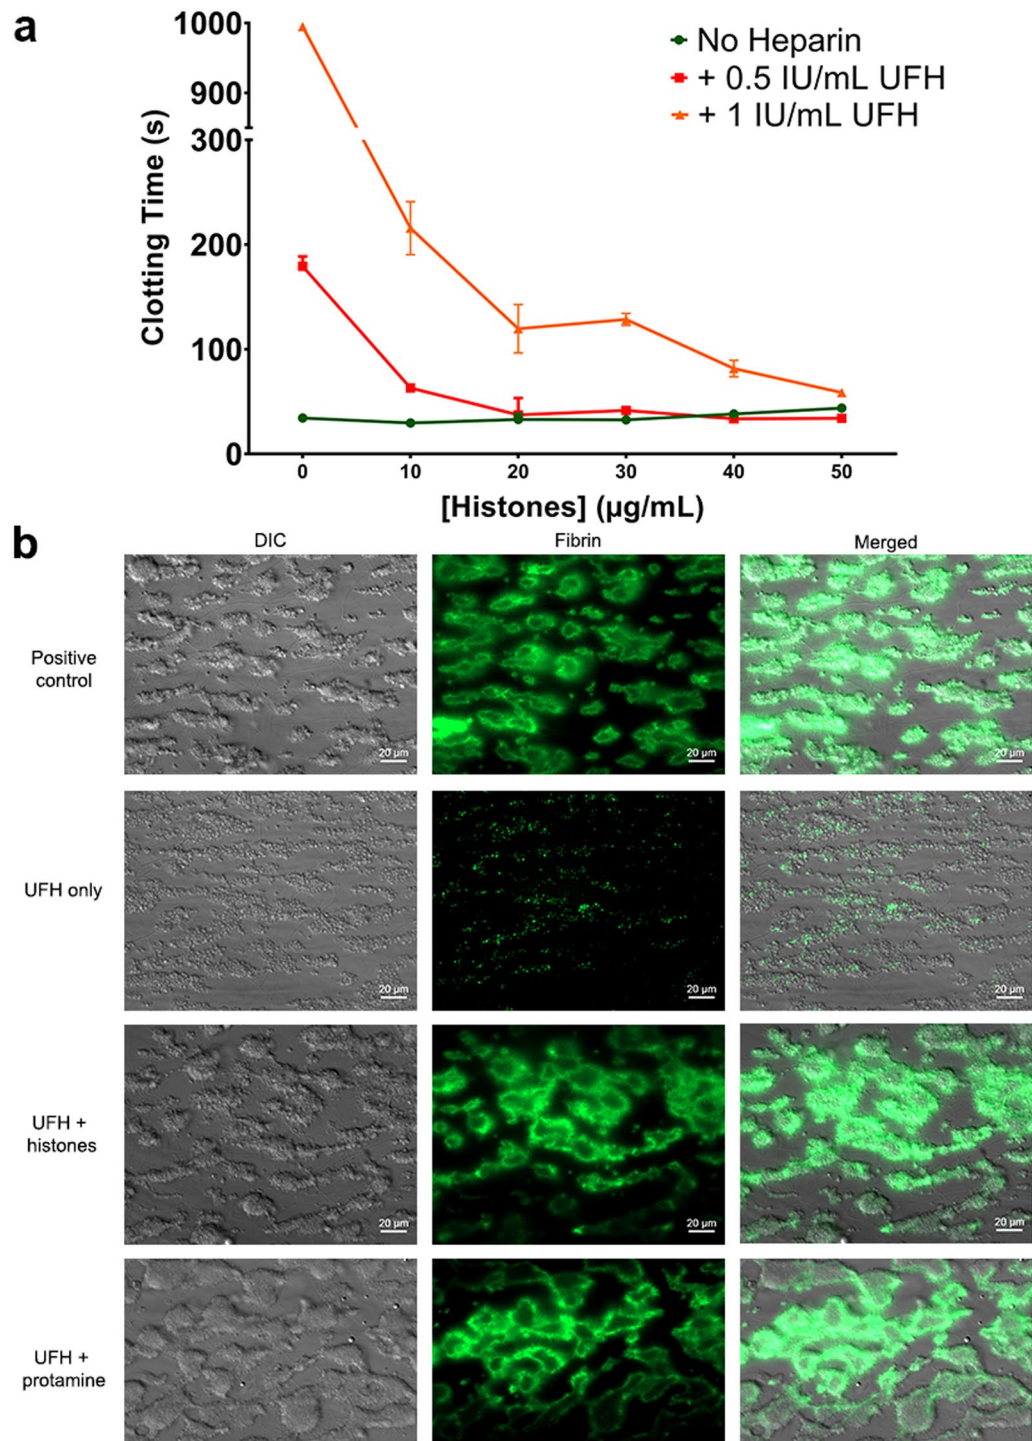 a
1000
900
300
200
100
0
Clotting Time (s)
No Heparin
+ 0.5 IU/mL UFH
+ 1 IU/mL UFH
0 10 20 30 40 50
[Histones] (µg/mL)
b
DIC Fibrin Merged
Positive
control
20 µm 20 µm 20 µm
UFH only
20 µm 20 µm 20 µm
UFH +
histones
20 µm 20 µm 20 µm
UFH +
protamine